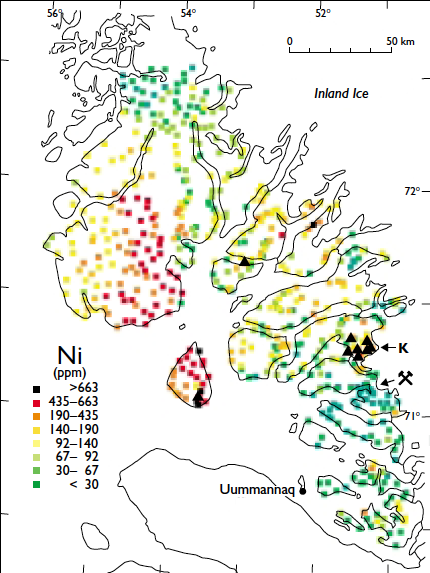 56° 54° 52°
0 50 km
Inland Ice
72°
K
71°
Ni
(ppm)
>663
435–663
190–435
140–190
92–140
67– 92
30– 67
< 30
Uummannaq